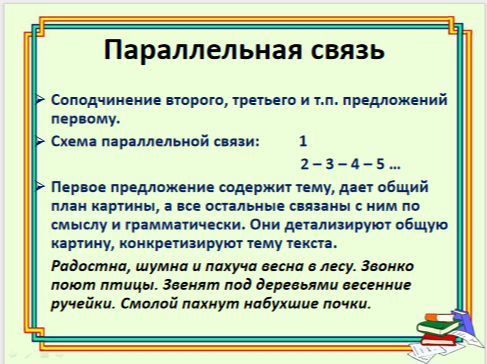 Параллельная связь
Соподчинение второго, третьего и т.п. предложений
первому.
Схема параллельной связи: 1
2 – 3 – 4 – 5 …
Первое предложение содержит тему, дает общий
план картины, а все остальные связаны с ним по
смыслу и грамматически. Они детализируют общую
картину, конкретизируют тему текста.
Радостна, шумна и пахуча весна в лесу. Звонко
поют птицы. Звенят под деревьями весенние
ручейки. Смолой пахнут набухшие почки.